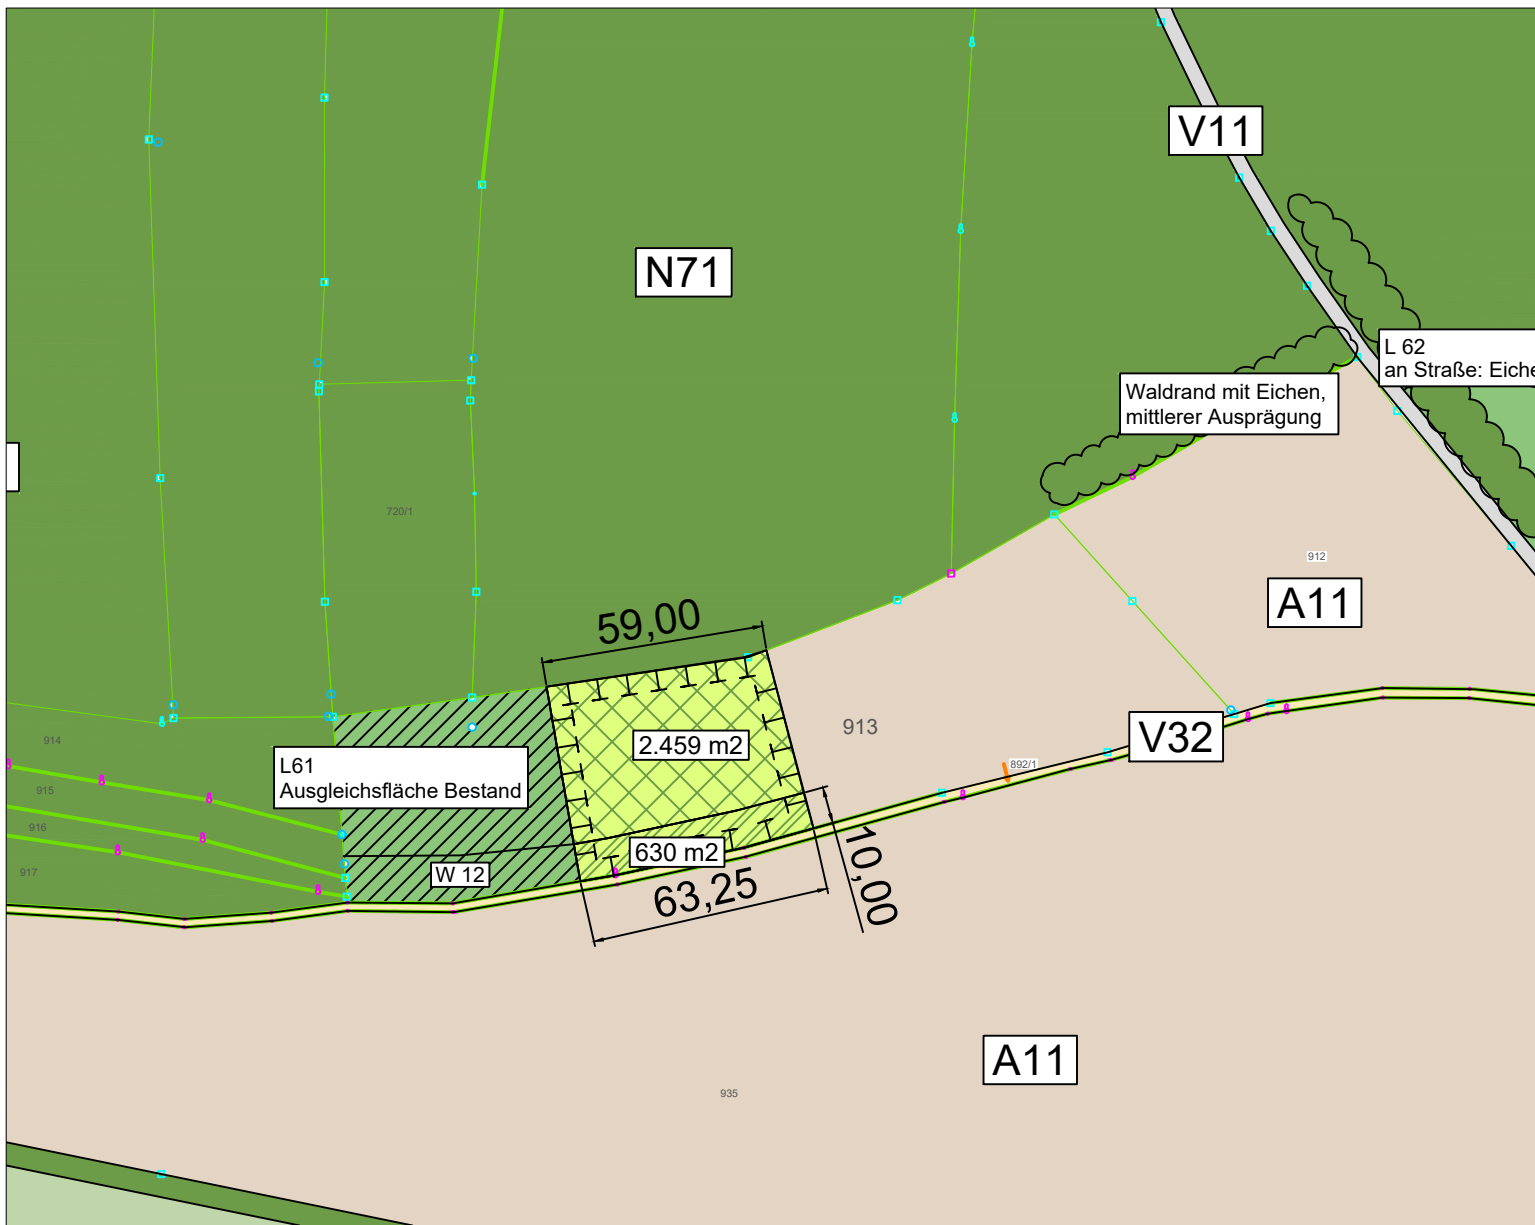 V11
N71
L 62
an Straße: Eiche
Waldrand mit Eichen,
mittlerer Ausprägung
720/1
912
A11
59,00
913
2.459 m2
V32
914
L61
Ausgleichsfläche Bestand
892/1
915
916
630 m2
10,00
917
W 12
63,25
A11
935